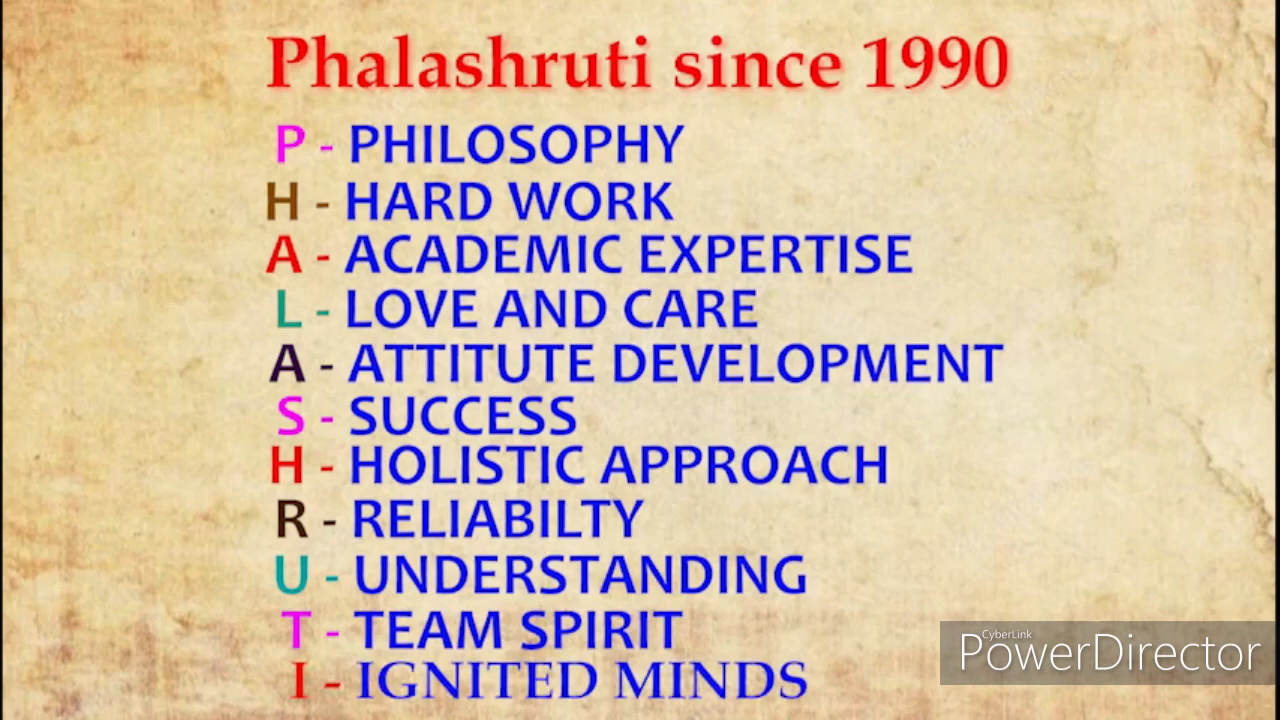 Phalashruti since 1990
P - PHILOSOPHY
H - HARD WORK
A - ACADEMIC EXPERTISE
L - LOVE AND CARE
A - ATTITUTE DEVELOPMENT
S - SUCCESS
H - HOLISTIC APPROACH
R - RELIABILTY
U - UNDERSTANDING
T - TEAM SPIRIT
I - IGNITED MINDS
CyberLink
PowerDirector